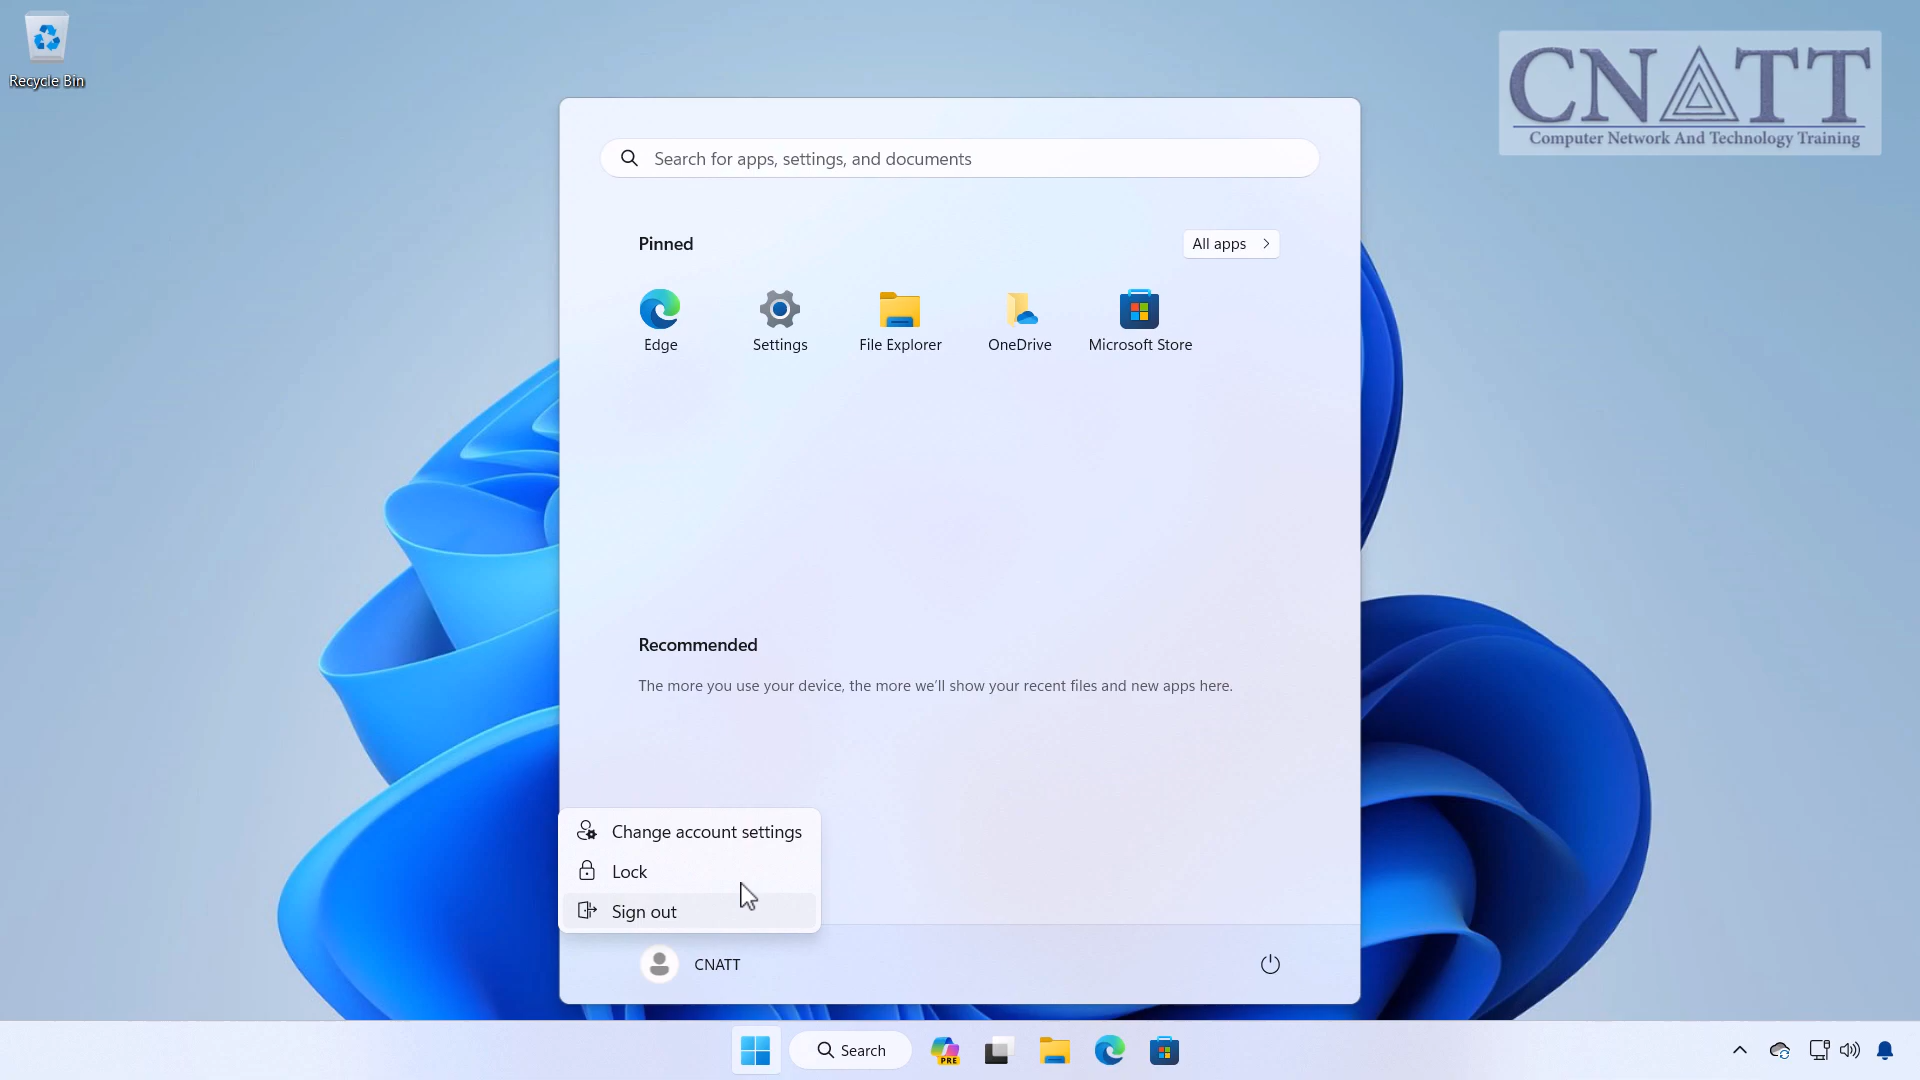 Recycle Bin
CNATT
Computer Network And Technology Training
Search for apps, settings, and documents
Pinned
All apps
Edge
Settings
File Explorer
OneDrive
Microsoft Store
Recommended
The more you use your device, the more we'll show your recent files and new apps here.
Change account settings
Lock
Sign out
CNATT
Search
PRE